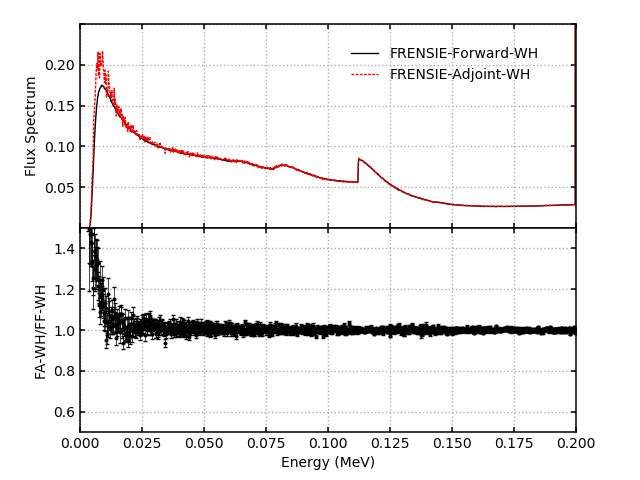 FRENSIE-Forward-WH
FRENSIE-Adjoint-WH
Flux Spectrum
0.20
0.15
0.10
0.05
FA-WH/FF-WH
1.4
1.2
1.0
0.8
0.6
0.000 0.025 0.050 0.075 0.100 0.125 0.150 0.175 0.200
Energy (MeV)